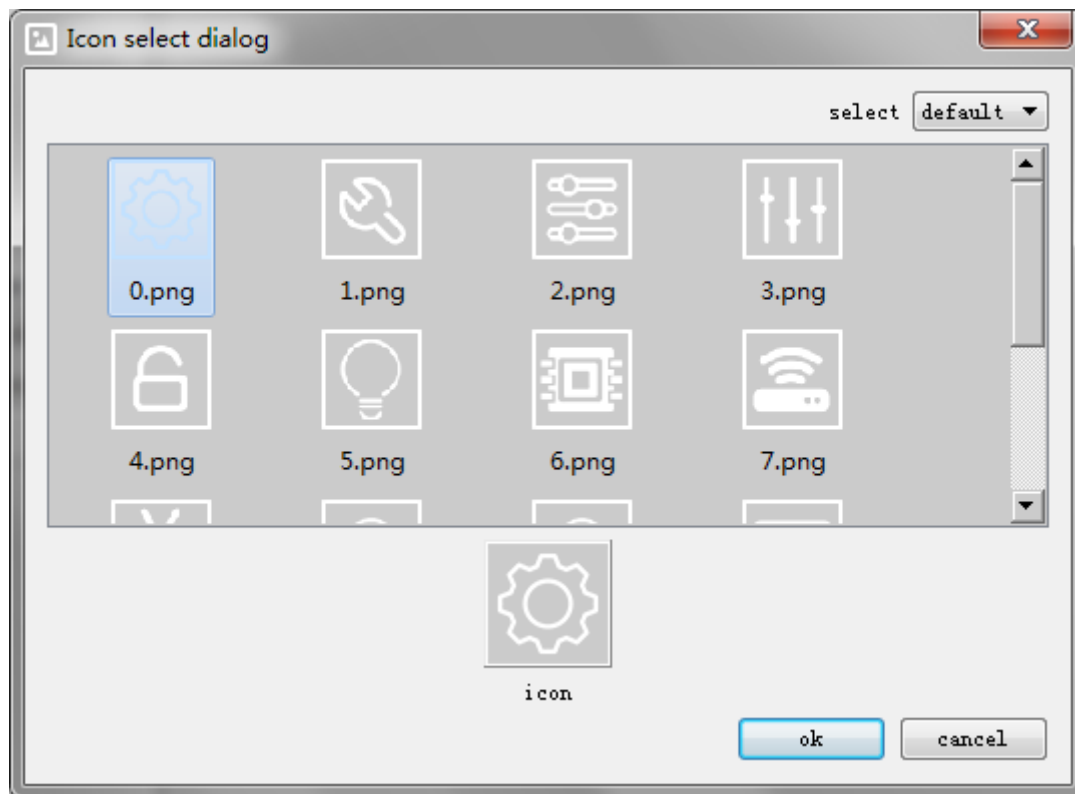 Icon select dialog
select default
0.png 1.png 2.png 3.png
4.png 5.png 6.png 7.png
icon
ok cancel